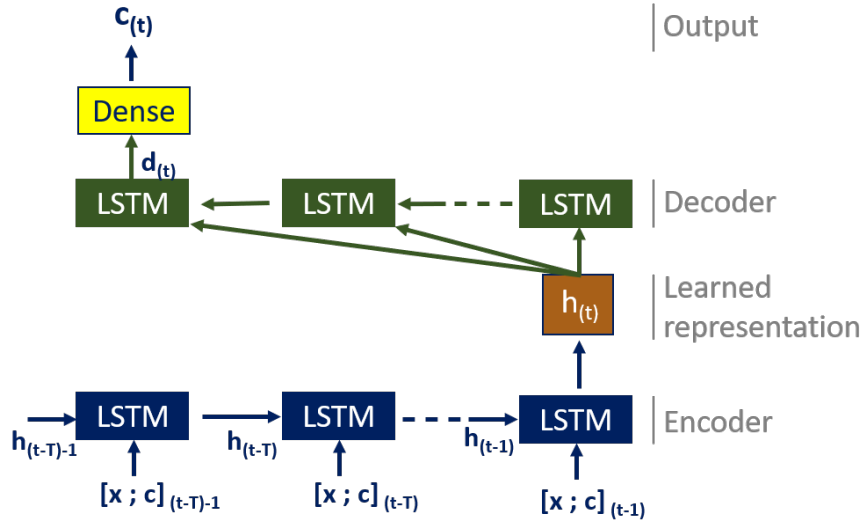 c(t)
Output
Dense
d(t)
LSTM
LSTM
LSTM
Decoder
h(t)
Learned
representation
LSTM
LSTM
LSTM
Encoder
h(t-T)-1
h(t-T)
h(t-1)
[x ; c] (t-T)-1
[x ; c] (t-T)
[x ; c] (t-1)